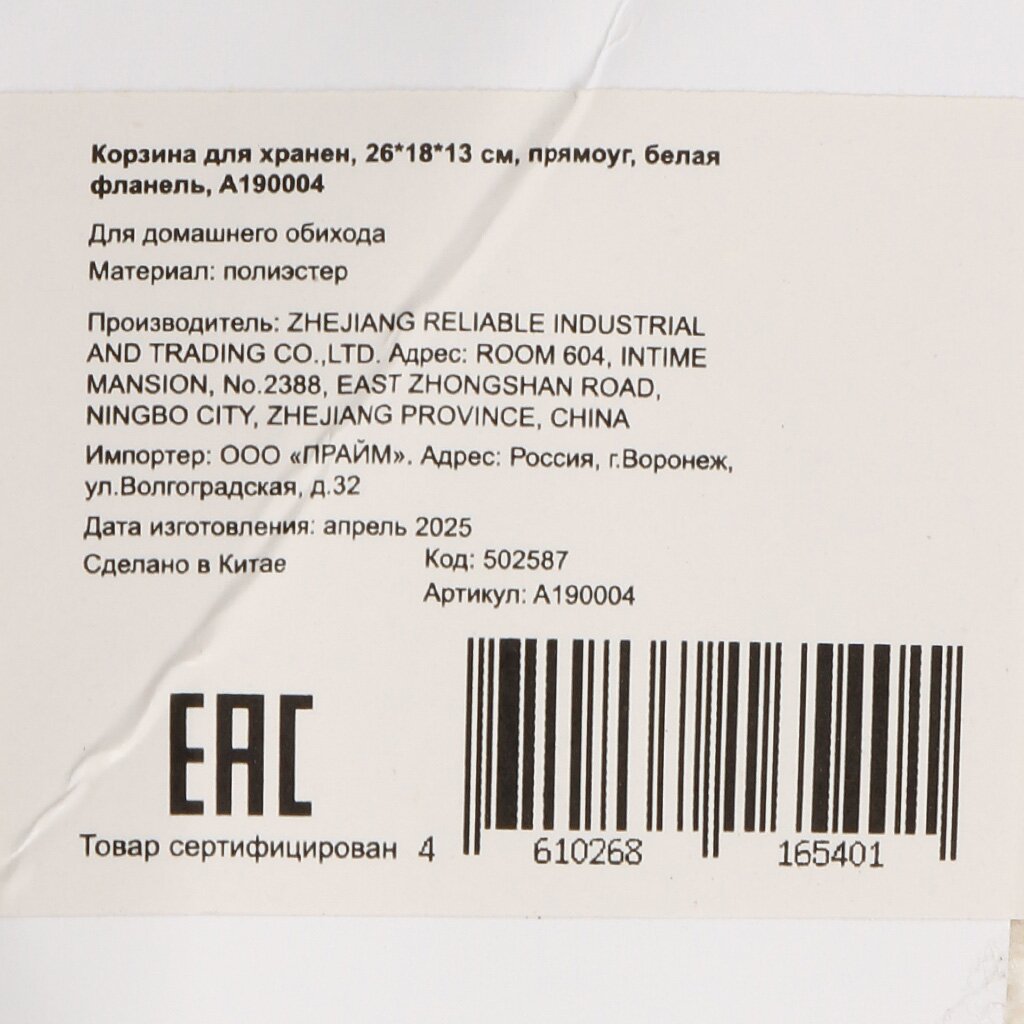 Корзина для хранен, 26*18*13 см, прямоуг, белая
фланель, А190004
Для домашнего обихода
Материал: полиэстер
Производитель: ZHEJIANG RELIABLE INDUSTRIAL
AND TRADING CO.,LTD. Адрес: ROOM 604, INTIME
MANSION, No.2388, EAST ZHONGSHAN ROAD,
NINGBO CITY, ZHEJIANG PROVINCE, CHINA
Импортер: ООО «ПРАЙМ». Адрес: Россия, г.Воронеж,
ул.Волгоградская, д.32
Дата изготовления: апрель 2025
Сделано в Китае
Код: 502587
Артикул: А190004
EAC
Товар сертифицирован
4 610268 165401